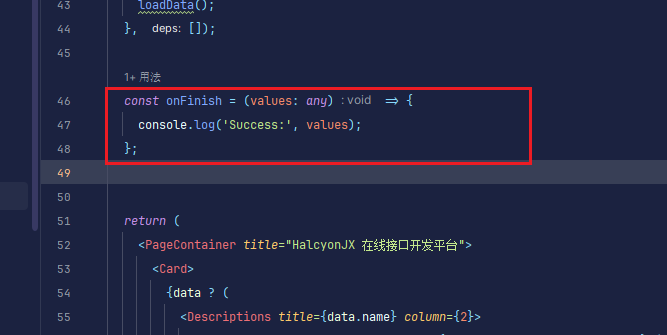 43 loadData();
44 }, deps: []);
45
1+ 用法
46 const onFinish = (values: any) : void => {
47 console.log('Success:', values);
48 };
49
50
51 return (
52 <PageContainer title="HalcyonJX 在线接口开发平台">
53 <Card>
54 {data ? (
55 <Descriptions title={data.name} column={2}>